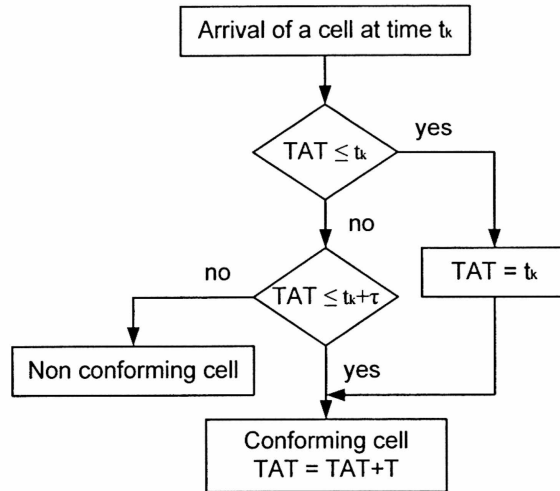 Arrival of a cell at time tk
yes
TAT ≤ tk
no
no
TAT = tk
TAT ≤ tk+τ
Non conforming cell
yes
Conforming cell
TAT = TAT+T